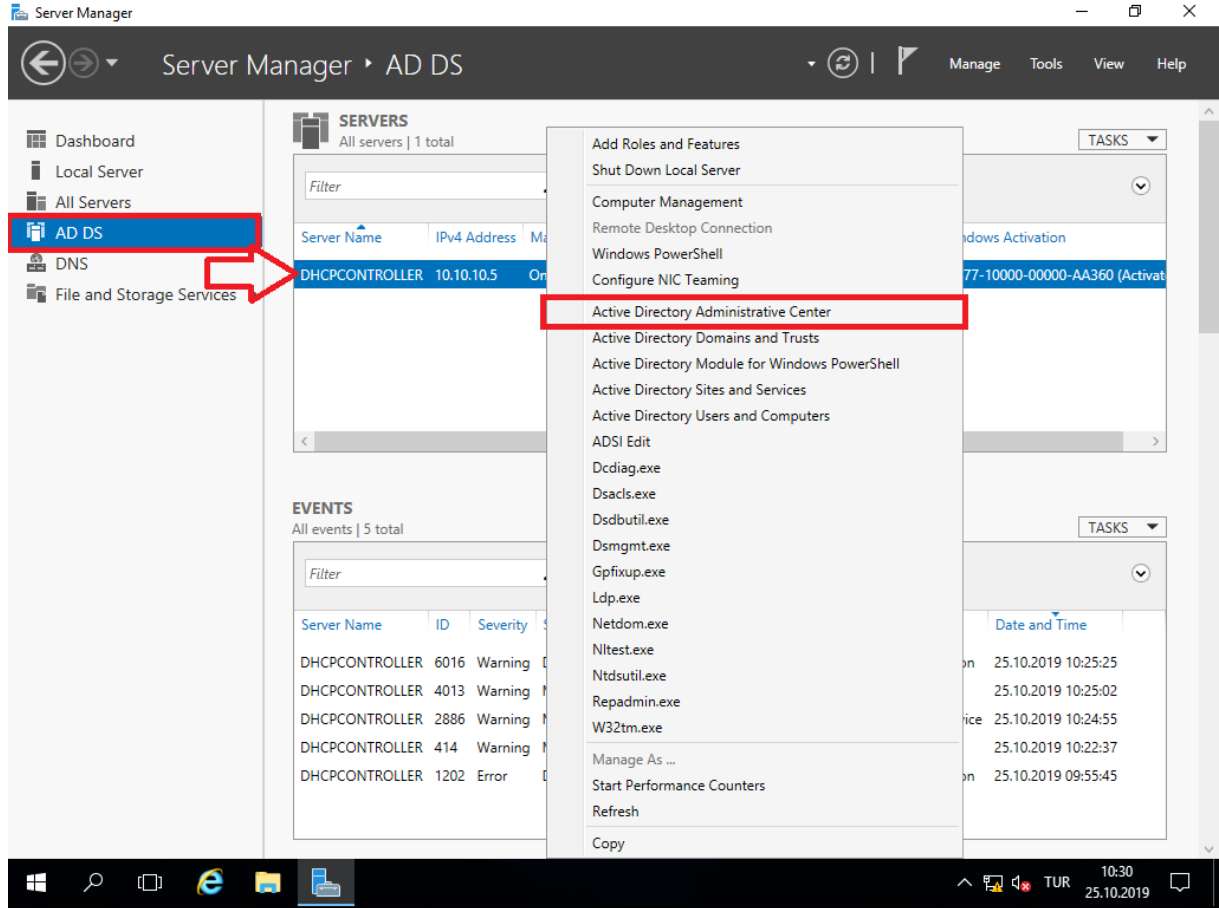 Server Manager
Server Manager ‣ AD DS
Manage Tools View Help
Dashboard
Local Server
All Servers
AD DS
DNS
File and Storage Services
SERVERS
All servers | 1 total
TASKS
Filter
Server Name IPv4 Address
ndows Activation
DHCPCONTROLLER 10.10.10.5 On
77-10000-00000-AA360 (Activat
Add Roles and Features
Shut Down Local Server
Computer Management
Remote Desktop Connection
Windows PowerShell
Configure NIC Teaming
Active Directory Administrative Center
Active Directory Domains and Trusts
Active Directory Module for Windows PowerShell
Active Directory Sites and Services
Active Directory Users and Computers
ADSI Edit
Dcdiag.exe
Dsacls.exe
Dsdbutil.exe
Dsmgmt.exe
Gpfixup.exe
Ldp.exe
Netdom.exe
Nltest.exe
Ntdsutil.exe
Repadmin.exe
W32tm.exe
Manage As ...
Start Performance Counters
Refresh
Copy
EVENTS
All events | 5 total
TASKS
Filter
Server Name ID Severity Date and Time
DHCPCONTROLLER 6016 Warning on 25.10.2019 10:25:25
DHCPCONTROLLER 4013 Warning 25.10.2019 10:25:02
DHCPCONTROLLER 2886 Warning ice 25.10.2019 10:24:55
DHCPCONTROLLER 414 Warning 25.10.2019 10:22:37
DHCPCONTROLLER 1202 Error on 25.10.2019 09:55:45
TUR
10:30
25.10.2019